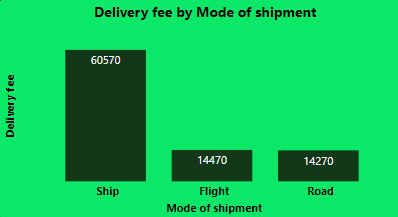 Delivery fee by Mode of shipment
Delivery fee
60570
14470
14270
Ship
Flight
Road
Mode of shipment